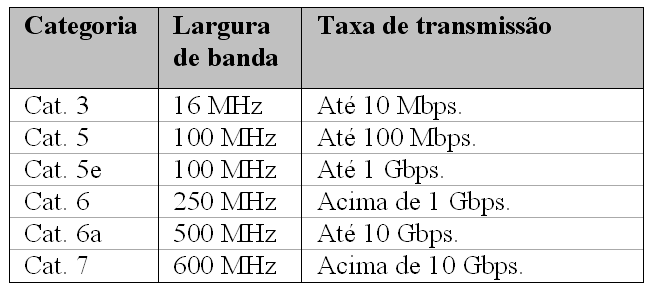 Categoria Largura de banda Taxa de transmissão
Cat. 3 16 MHz Até 10 Mbps.
Cat. 5 100 MHz Até 100 Mbps.
Cat. 5e 100 MHz Até 1 Gbps.
Cat. 6 250 MHz Acima de 1 Gbps.
Cat. 6a 500 MHz Até 10 Gbps.
Cat. 7 600 MHz Acima de 10 Gbps.